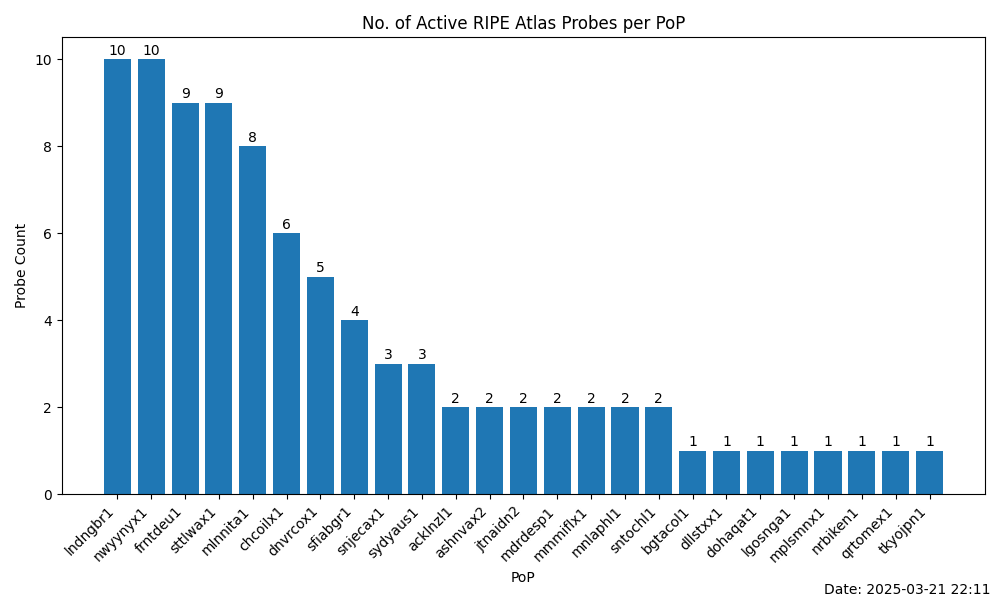 No. of Active RIPE Atlas Probes per PoP
Probe Count
10
8
6
4
2
0
10 10 9 9 8 6 5 4 3 3 2 2 2 2 2 2 2 1 1 1 1 1 1 1 1
lndngbr1 nwyynyx1 frntdeu1 sttlwax1 mlnnita1 chcoilx1 dnvrcox1 sfiabgr1 snjecax1 sydyaus1 acklnzl1 ashnvax2 jtnaidn2 mdrdesp1 mmmiflx1 mnlaphl1 sntochl1 bgtacol1 dllstxx1 dohaqat1 lgosnga1 mplsmnx1 nrbiken1 qrtomex1 tkyojpn1
PoP
Date: 2025-03-21 22:11